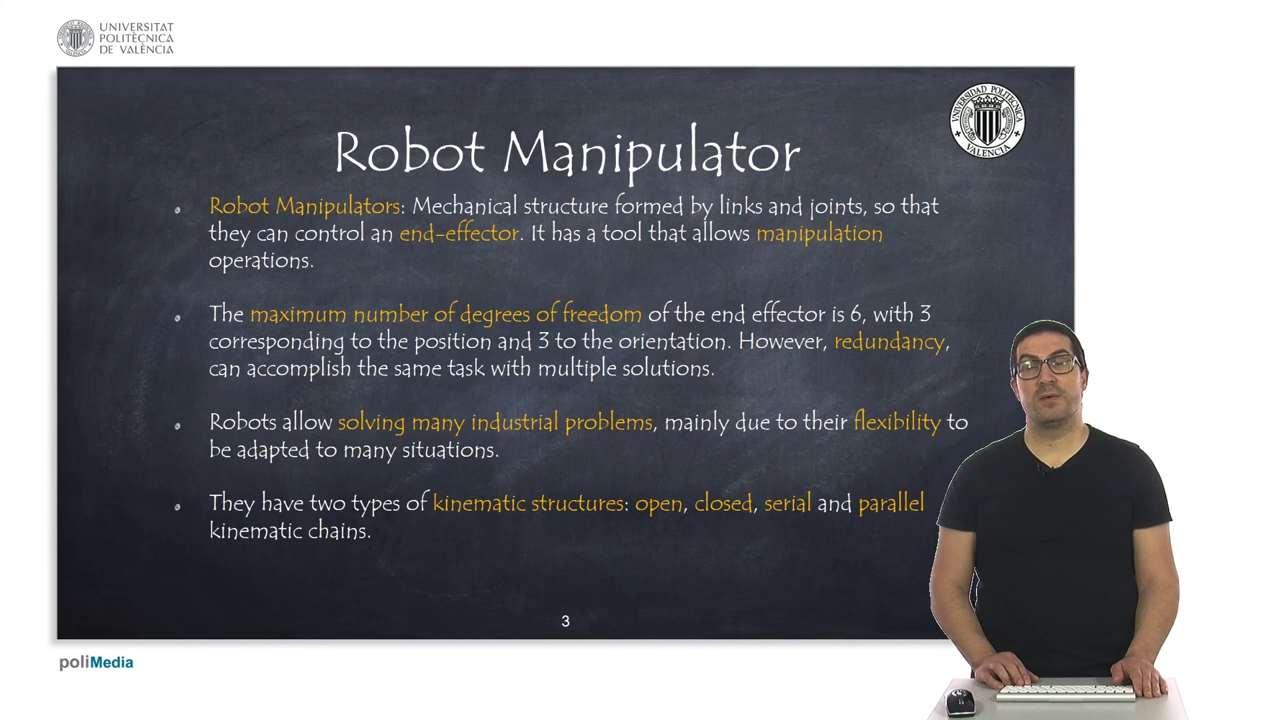 UNIVERSITAT
POLITÈCNICA
DE VALÈNCIA
UNIVERSIDAD POLITECNICA
VALENCIA
Robot Manipulator
Robot Manipulators: Mechanical structure formed by links and joints, so that
they can control an end-effector. It has a tool that allows manipulation
operations.
The maximum number of degrees of freedom of the end effector is 6, with 3
corresponding to the position and 3 to the orientation. However, redundancy,
can accomplish the same task with multiple solutions.
Robots allow solving many industrial problems, mainly due to their flexibility to
be adapted to many situations.
They have two types of kinematic structures: open, closed, serial and parallel
kinematic chains.
3
poliMedia